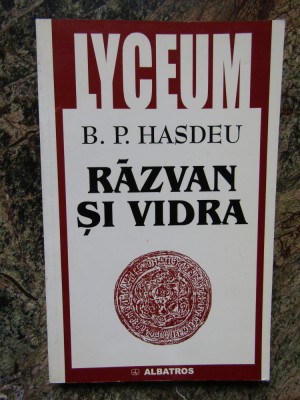 LYCEUM
B. P. HASDEU
RĂZVAN
ȘI VIDRA
ALBATROS